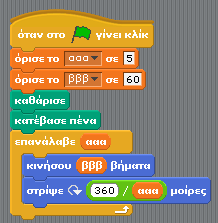 όταν στο γίνει κλίκ
όρισε το ααα σε 5
όρισε το βββ σε 60
καθάρισε
κατέβασε πένα
επανάλαβε ααα
κινήσου βββ βήματα
στρίψε 360 / ααα μοίρες